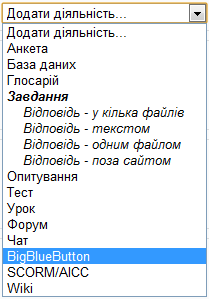 Додати діяльність...
Додати діяльність...
Анкета
База даних
Глосарій
Завдання
Відповідь - у кілька файлів
Відповідь - текстом
Відповідь - одним файлом
Відповідь - поза сайтом
Опитування
Тест
Урок
Форум
Чат
BigBlueButton
SCORM/AICC
Wiki